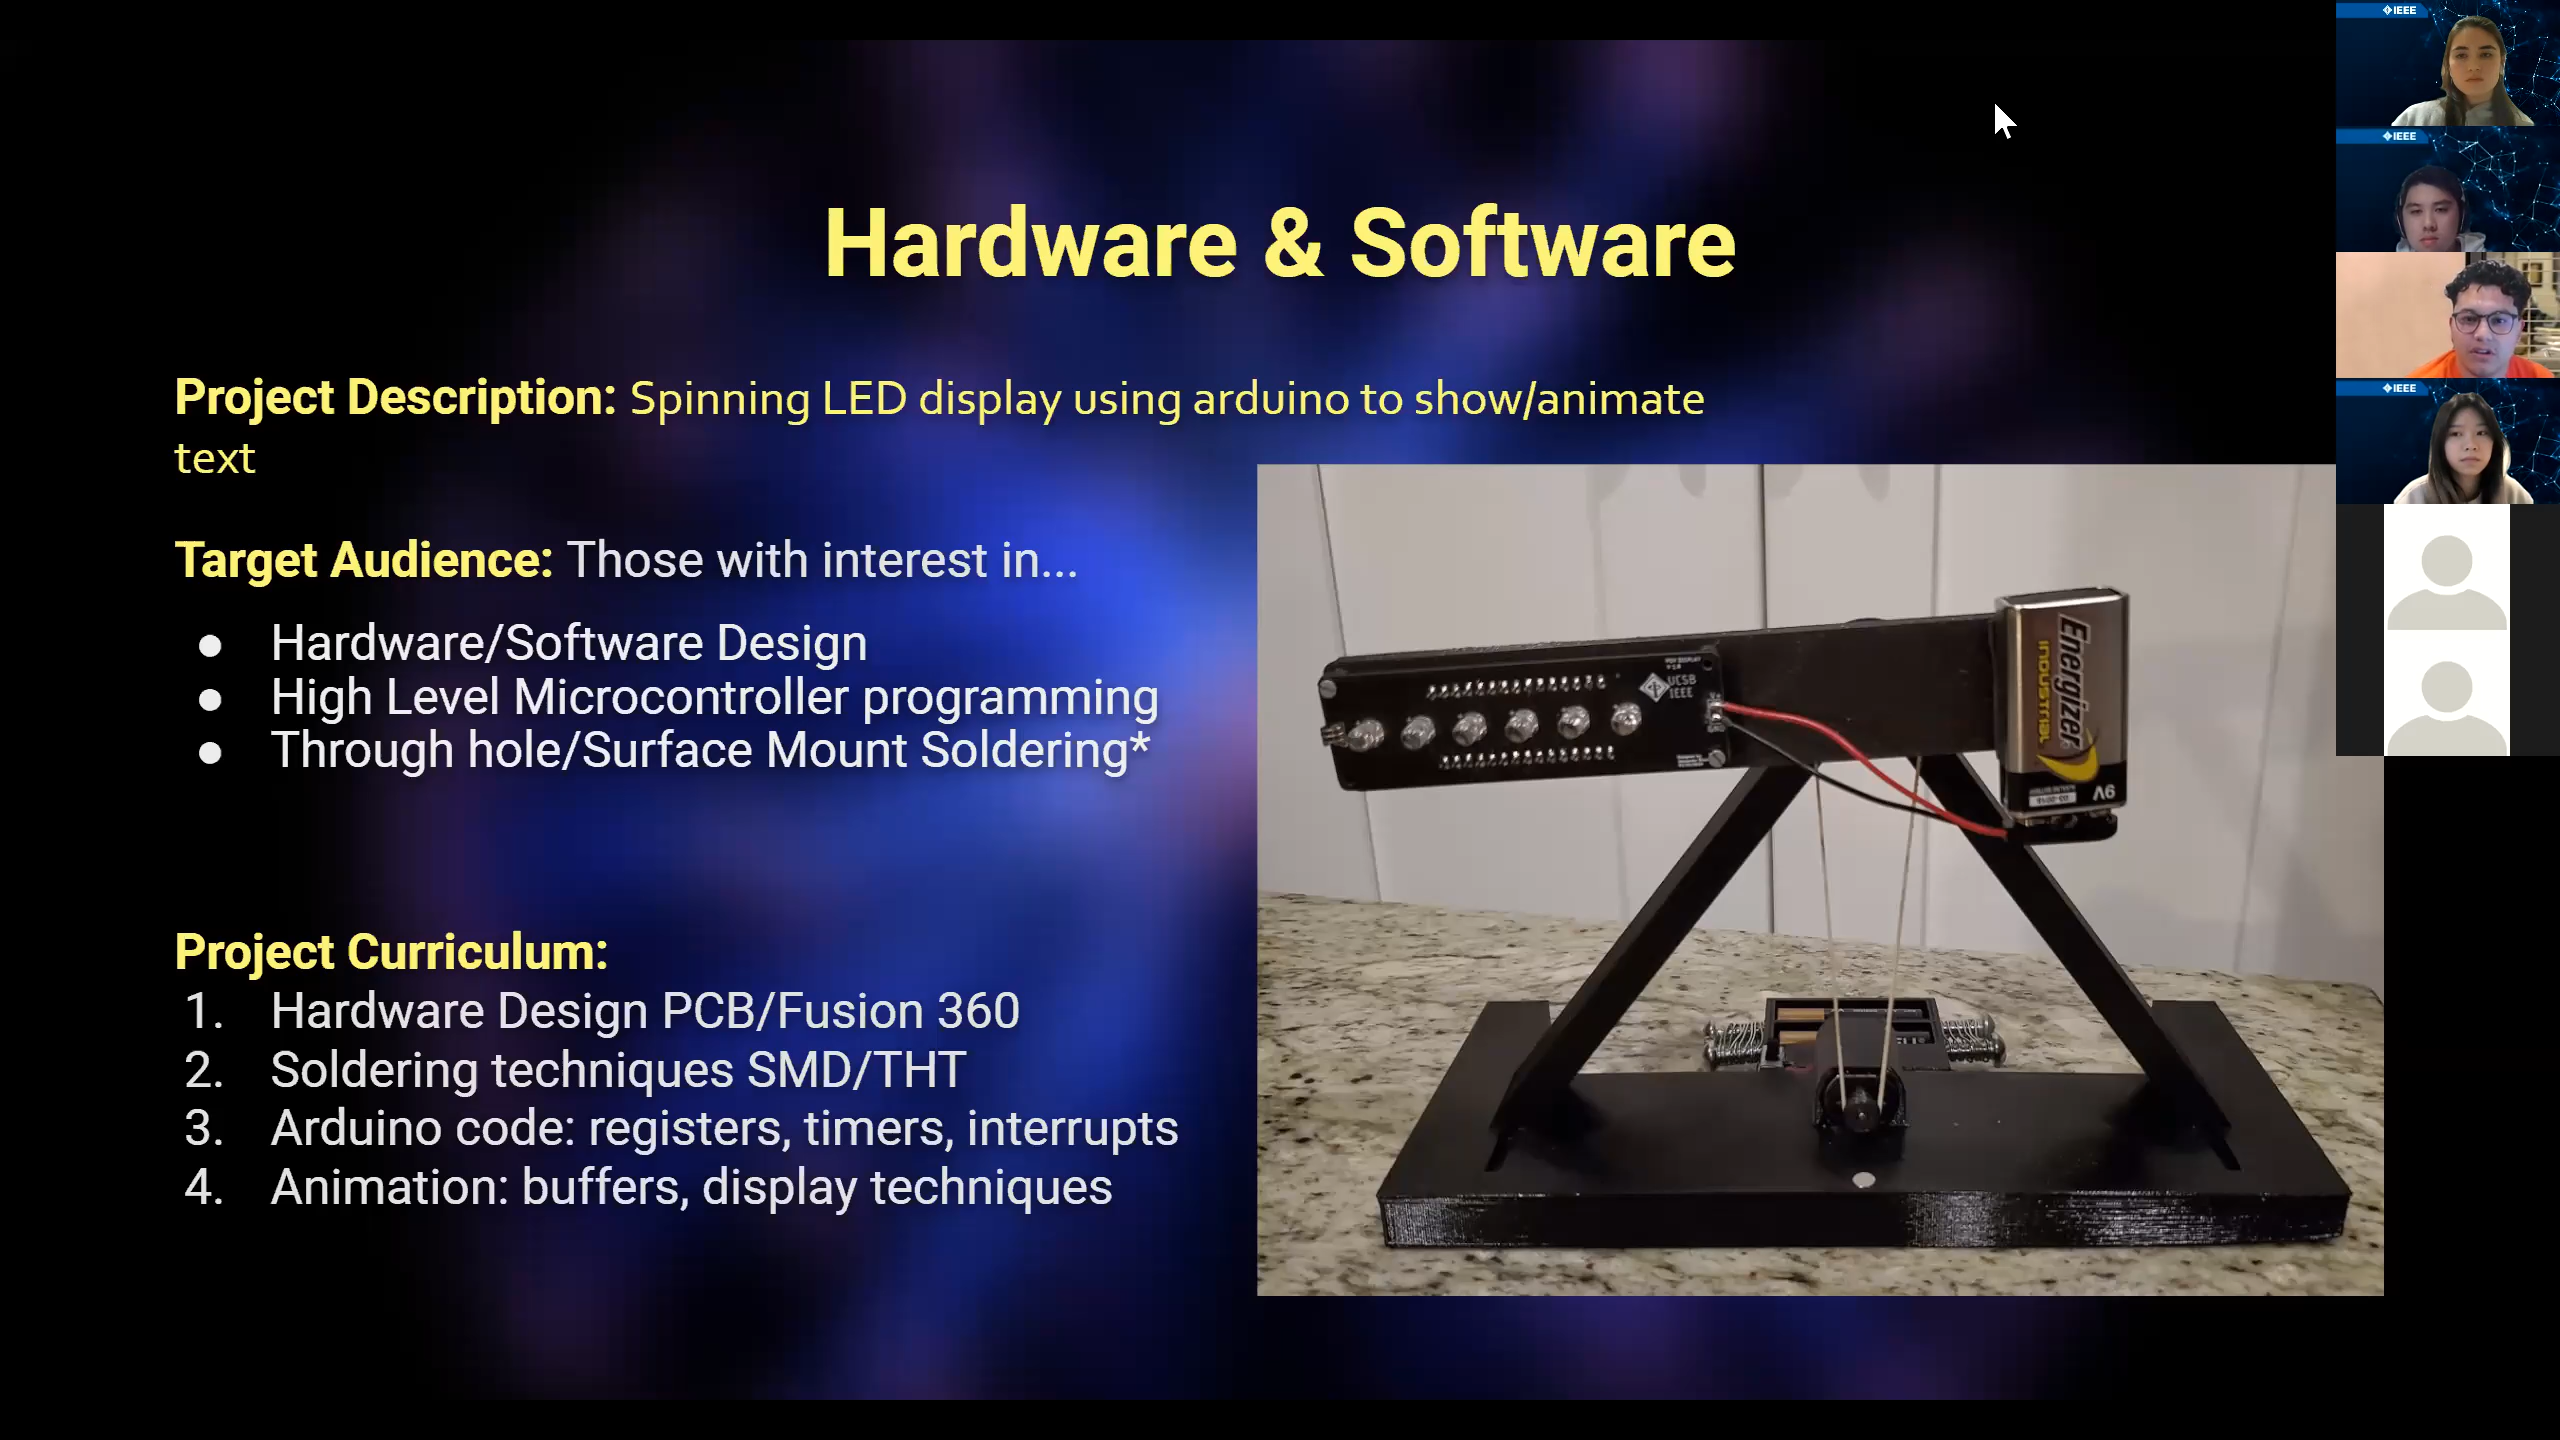 IEEE
IEEE
IEEE
Hardware & Software
Project Description: Spinning LED display using arduino to show/animate
text
Target Audience: Those with interest in...
● Hardware/Software Design
● High Level Microcontroller programming
● Through hole/Surface Mount Soldering*
Project Curriculum:
1. Hardware Design PCB/Fusion 360
2. Soldering techniques SMD/THT
3. Arduino code: registers, timers, interrupts
4. Animation: buffers, display techniques
UCSB
IEEE
Energizer
INDUSTRIAL
9V